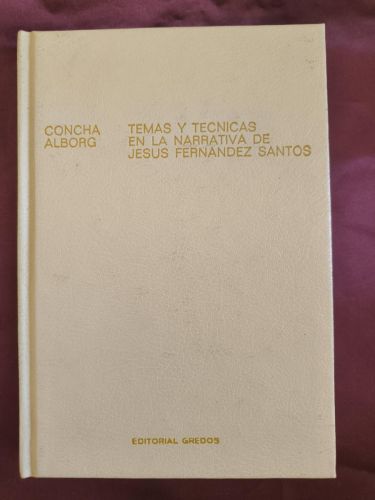 CONCHA
ALBORG
TEMAS Y TECNICAS
EN LA NARRATIVA DE
JESUS FERNANDEZ SANTOS
EDITORIAL GREDOS